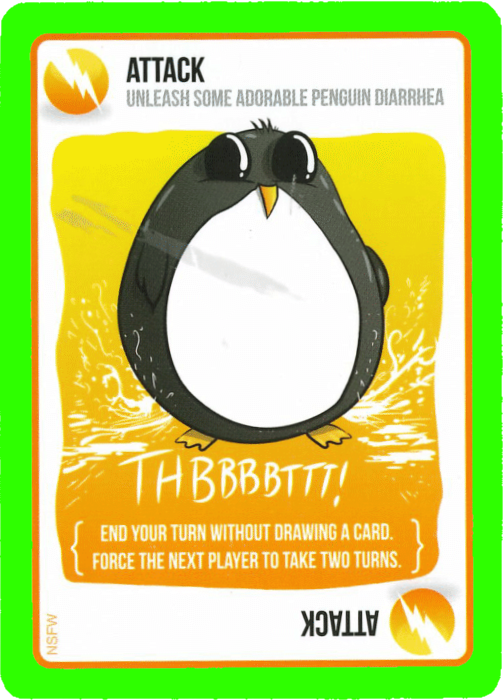 ATTACK
UNLEASH SOME ADORABLE PENGUIN DIARRHEA
THBBBBTTT!
END YOUR TURN WITHOUT DRAWING A CARD.
FORCE THE NEXT PLAYER TO TAKE TWO TURNS.
ATTACK
NSFW